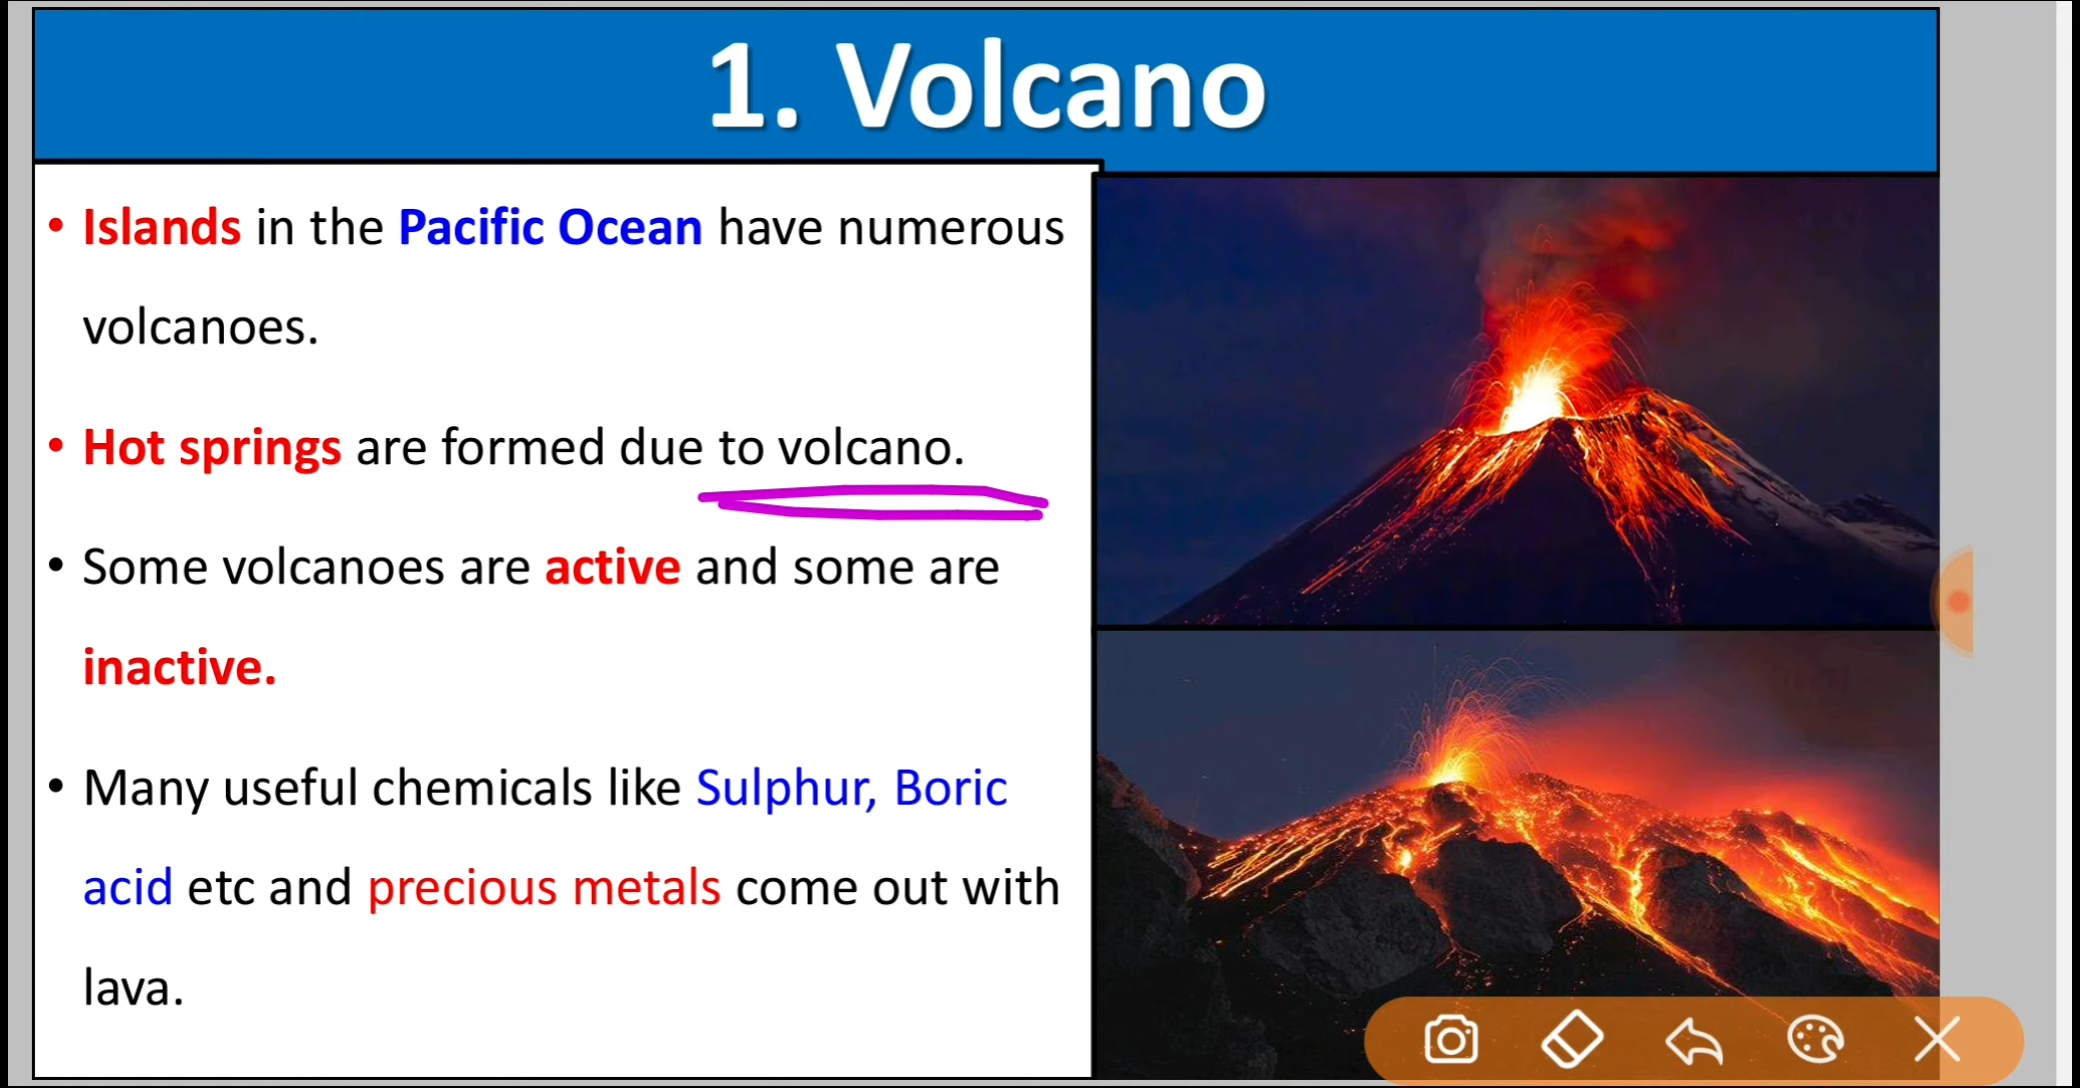 1. Volcano
• Islands in the Pacific Ocean have numerous
volcanoes.
• Hot springs are formed due to volcano.
• Some volcanoes are active and some are
inactive.
• Many useful chemicals like Sulphur, Boric
acid etc and precious metals come out with
lava.